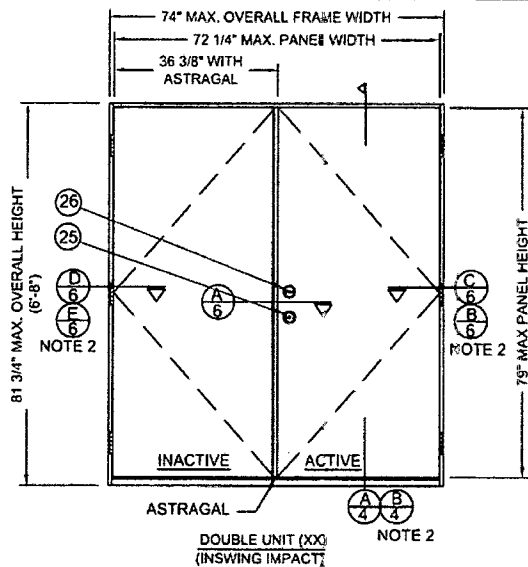 74" MAX. OVERALL FRAME WIDTH
72 1/4" MAX. PANEL WIDTH
36 3/8" WITH
ASTRAGAL
81 3/4" MAX. OVERALL HEIGHT
(6'-8")
79" MAX PANEL HEIGHT
26
25
D
6
E
6
NOTE 2
A
6
C
6
B
6
NOTE 2
INACTIVE
ACTIVE
ASTRAGAL
A
4
B
4
NOTE 2
DOUBLE UNIT (XX)
(INSWING IMPACT)